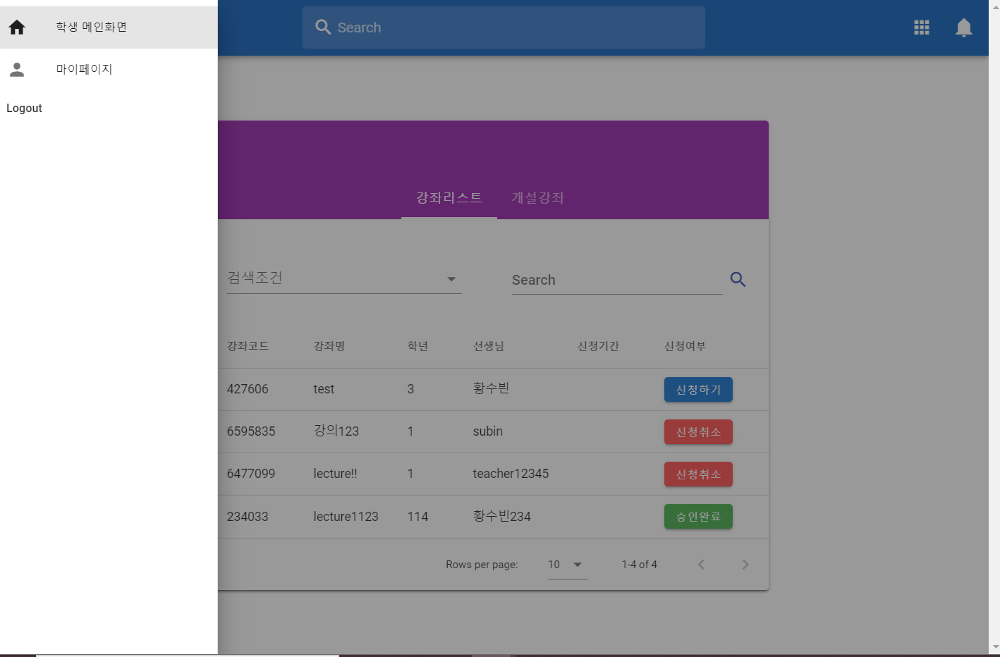 학생 메인화면
마이페이지
Logout
Search
강좌리스트 개설강좌
검색조건 Search
강좌코드 강좌명 학년 선생님 신청기간 신청여부
427606 test 3 황수빈 신청하기
6595835 강의123 1 subin 신청취소
6477099 lecture!! 1 teacher12345 신청취소
234033 lecture1123 114 황수빈234 승인완료
Rows per page: 10 1-4 of 4